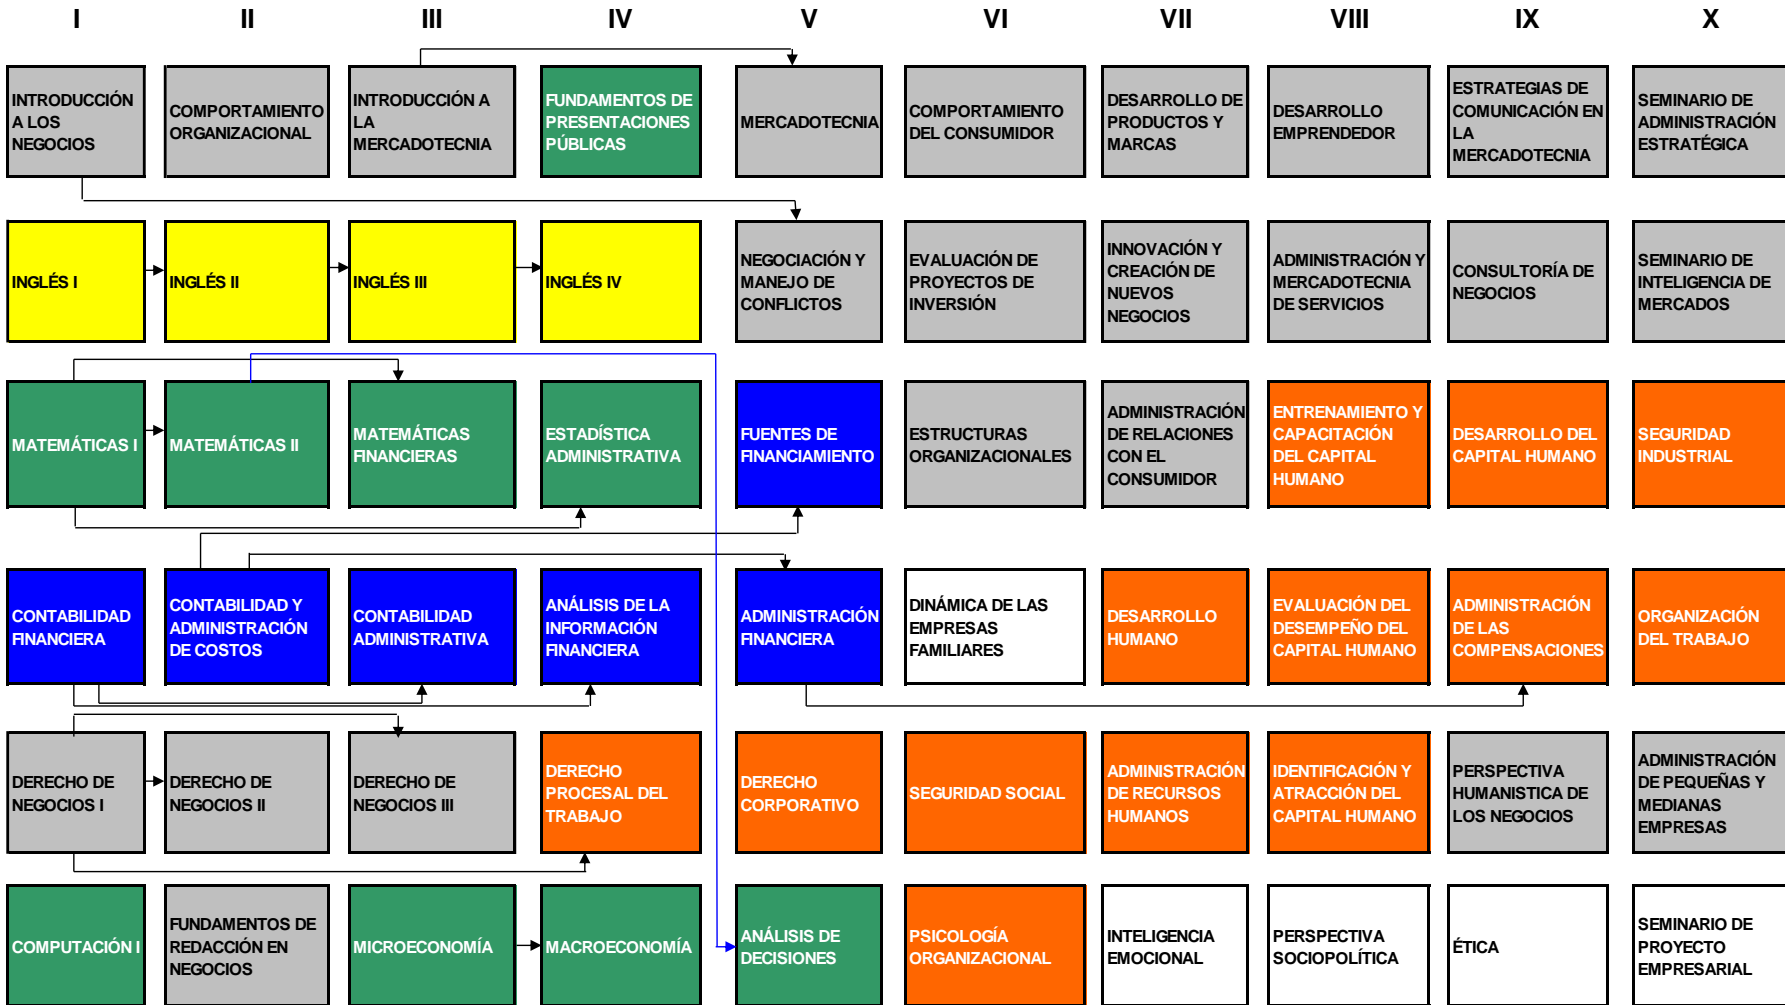 I II III IV V VI VII VIII IX X
INTRODUCCIÓN
A LOS
NEGOCIOS
COMPORTAMIENTO
ORGANIZACIONAL
INTRODUCCIÓN A
LA
MERCADOTECNIA
FUNDAMENTOS DE
PRESENTACIONES
PÚBLICAS
MERCADOTECNIA
COMPORTAMIENTO
DEL CONSUMIDOR
DESARROLLO DE
PRODUCTOS Y
MARCAS
DESARROLLO
EMPRENDEDOR
ESTRATEGIAS DE
COMUNICACIÓN EN
LA
MERCADOTECNIA
SEMINARIO DE
ADMINISTRACIÓN
ESTRATÉGICA
INGLÉS I
INGLÉS II
INGLÉS III
INGLÉS IV
NEGOCIACIÓN Y
MANEJO DE
CONFLICTOS
EVALUACIÓN DE
PROYECTOS DE
INVERSIÓN
INNOVACIÓN Y
CREACIÓN DE
NUEVOS
NEGOCIOS
ADMINISTRACIÓN Y
MERCADOTECNIA
DE SERVICIOS
CONSULTORÍA DE
NEGOCIOS
SEMINARIO DE
INTELIGENCIA DE
MERCADOS
MATEMÁTICAS I
MATEMÁTICAS II
MATEMÁTICAS
FINANCIERAS
ESTADÍSTICA
ADMINISTRATIVA
FUENTES DE
FINANCIAMIENTO
ESTRUCTURAS
ORGANIZACIONALES
ADMINISTRACIÓN
DE RELACIONES
CON EL
CONSUMIDOR
ENTRENAMIENTO Y
CAPACITACIÓN
DEL CAPITAL
HUMANO
DESARROLLO DEL
CAPITAL HUMANO
SEGURIDAD
INDUSTRIAL
CONTABILIDAD
FINANCIERA
CONTABILIDAD Y
ADMINISTRACIÓN
DE COSTOS
CONTABILIDAD
ADMINISTRATIVA
ANÁLISIS DE LA
INFORMACIÓN
FINANCIERA
ADMINISTRACIÓN
FINANCIERA
DINÁMICA DE LAS
EMPRESAS
FAMILIARES
DESARROLLO
HUMANO
EVALUACIÓN DEL
DESEMPEÑO DEL
CAPITAL HUMANO
ADMINISTRACIÓN
DE LAS
COMPENSACIONES
ORGANIZACIÓN
DEL TRABAJO
DERECHO DE
NEGOCIOS I
DERECHO DE
NEGOCIOS II
DERECHO DE
NEGOCIOS III
DERECHO
PROCESAL DEL
TRABAJO
DERECHO
CORPORATIVO
SEGURIDAD SOCIAL
ADMINISTRACIÓN
DE RECURSOS
HUMANOS
IDENTIFICACIÓN Y
ATRACCIÓN DEL
CAPITAL HUMANO
PERSPECTIVA
HUMANISTICA DE
LOS NEGOCIOS
ADMINISTRACIÓN
DE PEQUEÑAS Y
MEDIANAS
EMPRESAS
COMPUTACIÓN I
FUNDAMENTOS DE
REDACCIÓN EN
NEGOCIOS
MICROECONOMÍA
MACROECONOMÍA
ANÁLISIS DE
DECISIONES
PSICOLOGÍA
ORGANIZACIONAL
INTELIGENCIA
EMOCIONAL
PERSPECTIVA
SOCIOPOLÍTICA
ÉTICA
SEMINARIO DE
PROYECTO
EMPRESARIAL